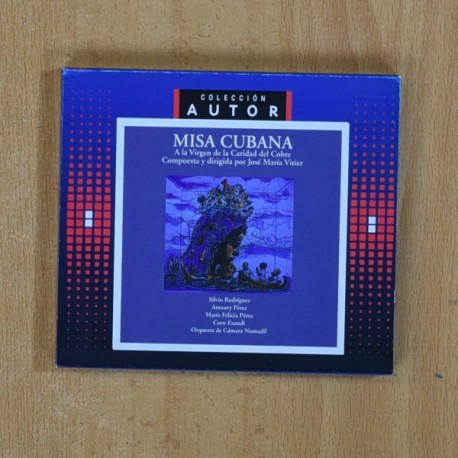 COLECCIÓN
AUTOR
MISA CUBANA
A la Virgen de la Caridad del Cobre
Compuesta y dirigida por José María Vitier
Silvio Rodríguez
Amaury Pérez
María Felicia Pérez
Coro Exaudi
Orquesta de Cámara Nomadil